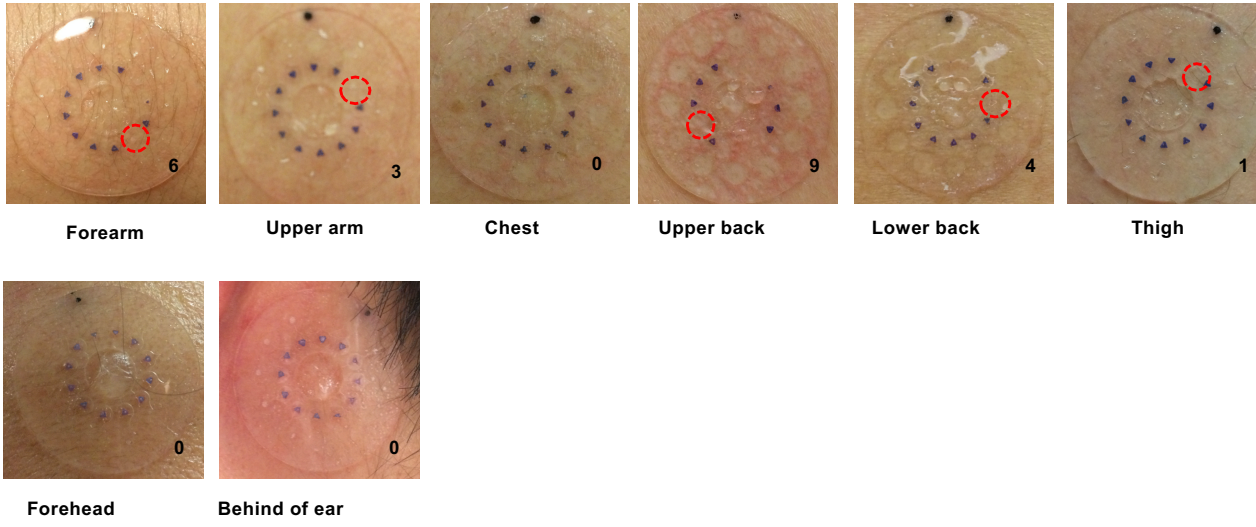 6
3
0
9
4
1
Forearm
Upper arm
Chest
Upper back
Lower back
Thigh
0
0
Forehead
Behind of ear